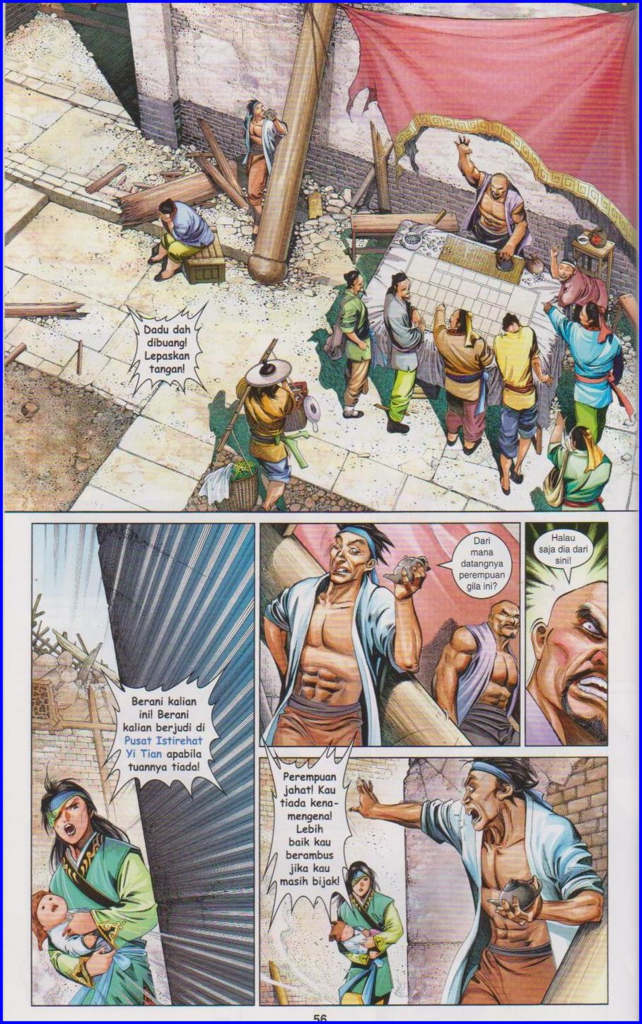 Dadu dah
dibuang!
Lepaskan
tangan!
Berani kalian
ini! Berani
kalian berjudi di
Pusat Istirehat
Yi Tian apabila
tuannya tiada!
Dari
mana
datangnya
perempuan
gila ini?
Halau
saja dia dari
sini!
Perempuan
jahat! Kau
tiada kena-
mengena!
Lebih
baik kau
berambus
jika kau
masih bijak!
56